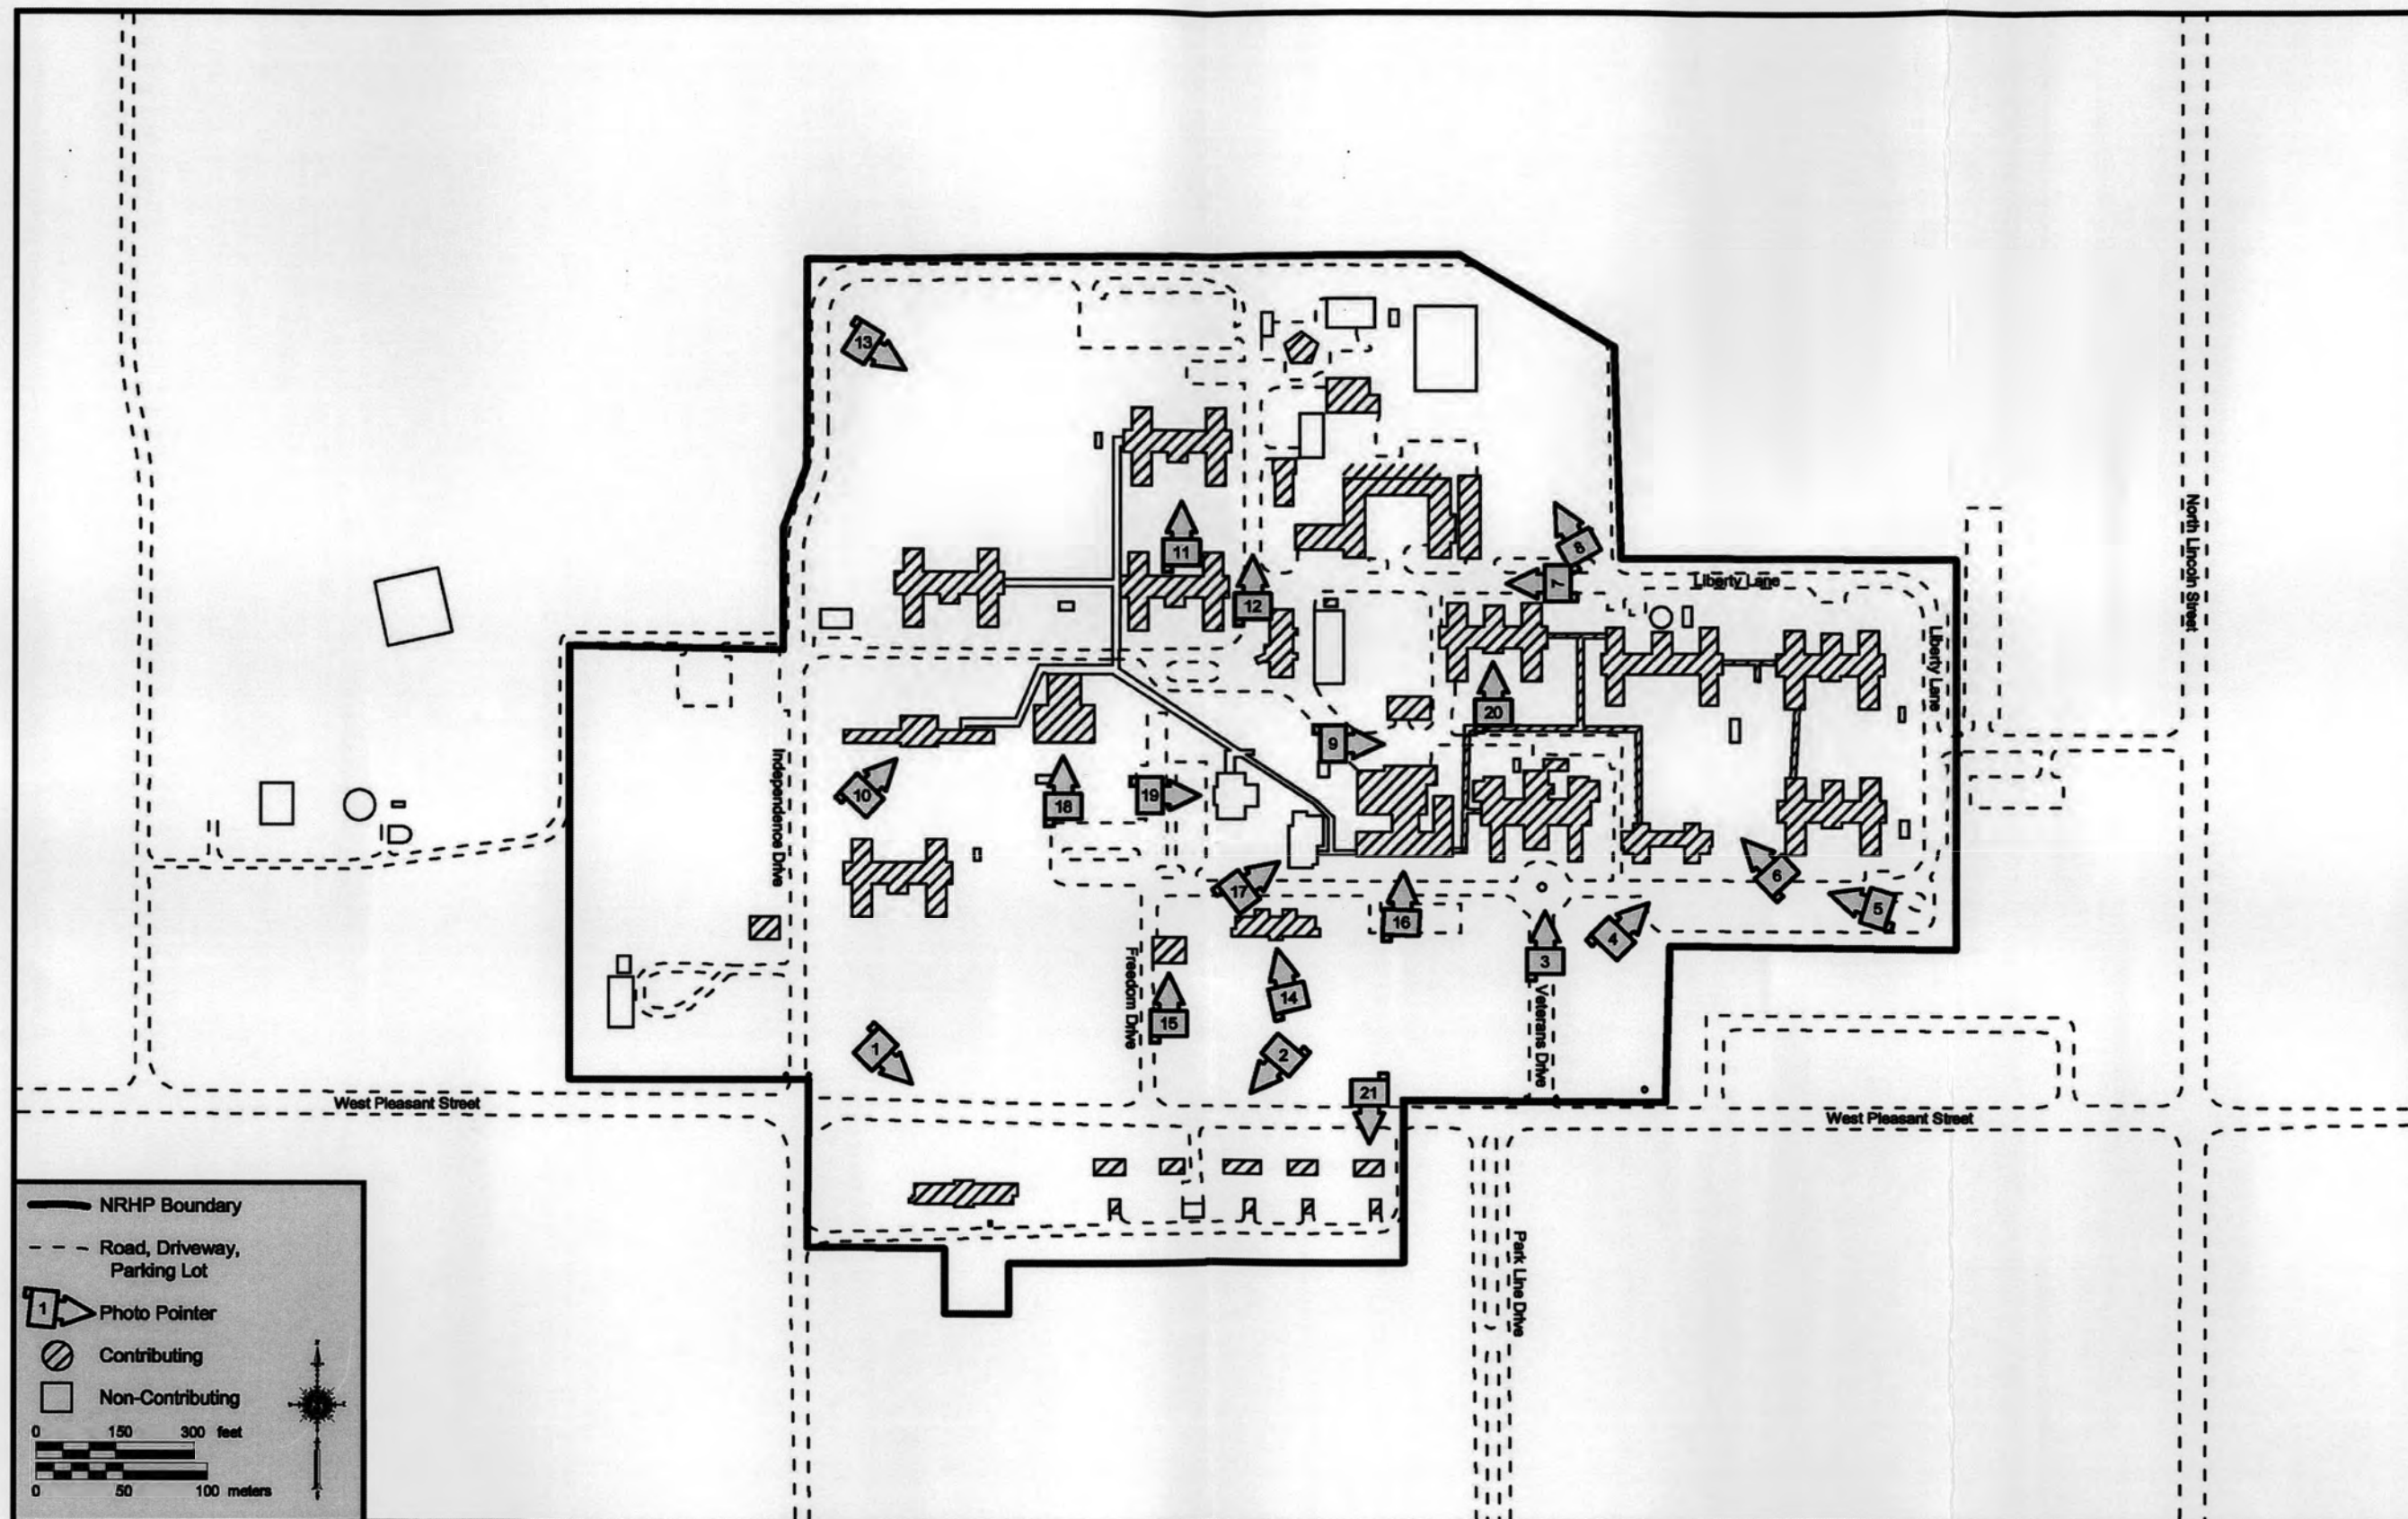 13
11
12
8
7
Liberty Lane
North Lincoln Street
Liberty Lane
20
9
10
18
19
Independence Drive
17
16
6
5
4
3
Freedom Drive
15
14
Veterans Drive
1
2
21
West Pleasant Street
West Pleasant Street
Park Line Drive
NRHP Boundary
Road, Driveway,
Parking Lot
1 Photo Pointer
Contributing
Non-Contributing
0 150 300 feet
0 50 100 meters